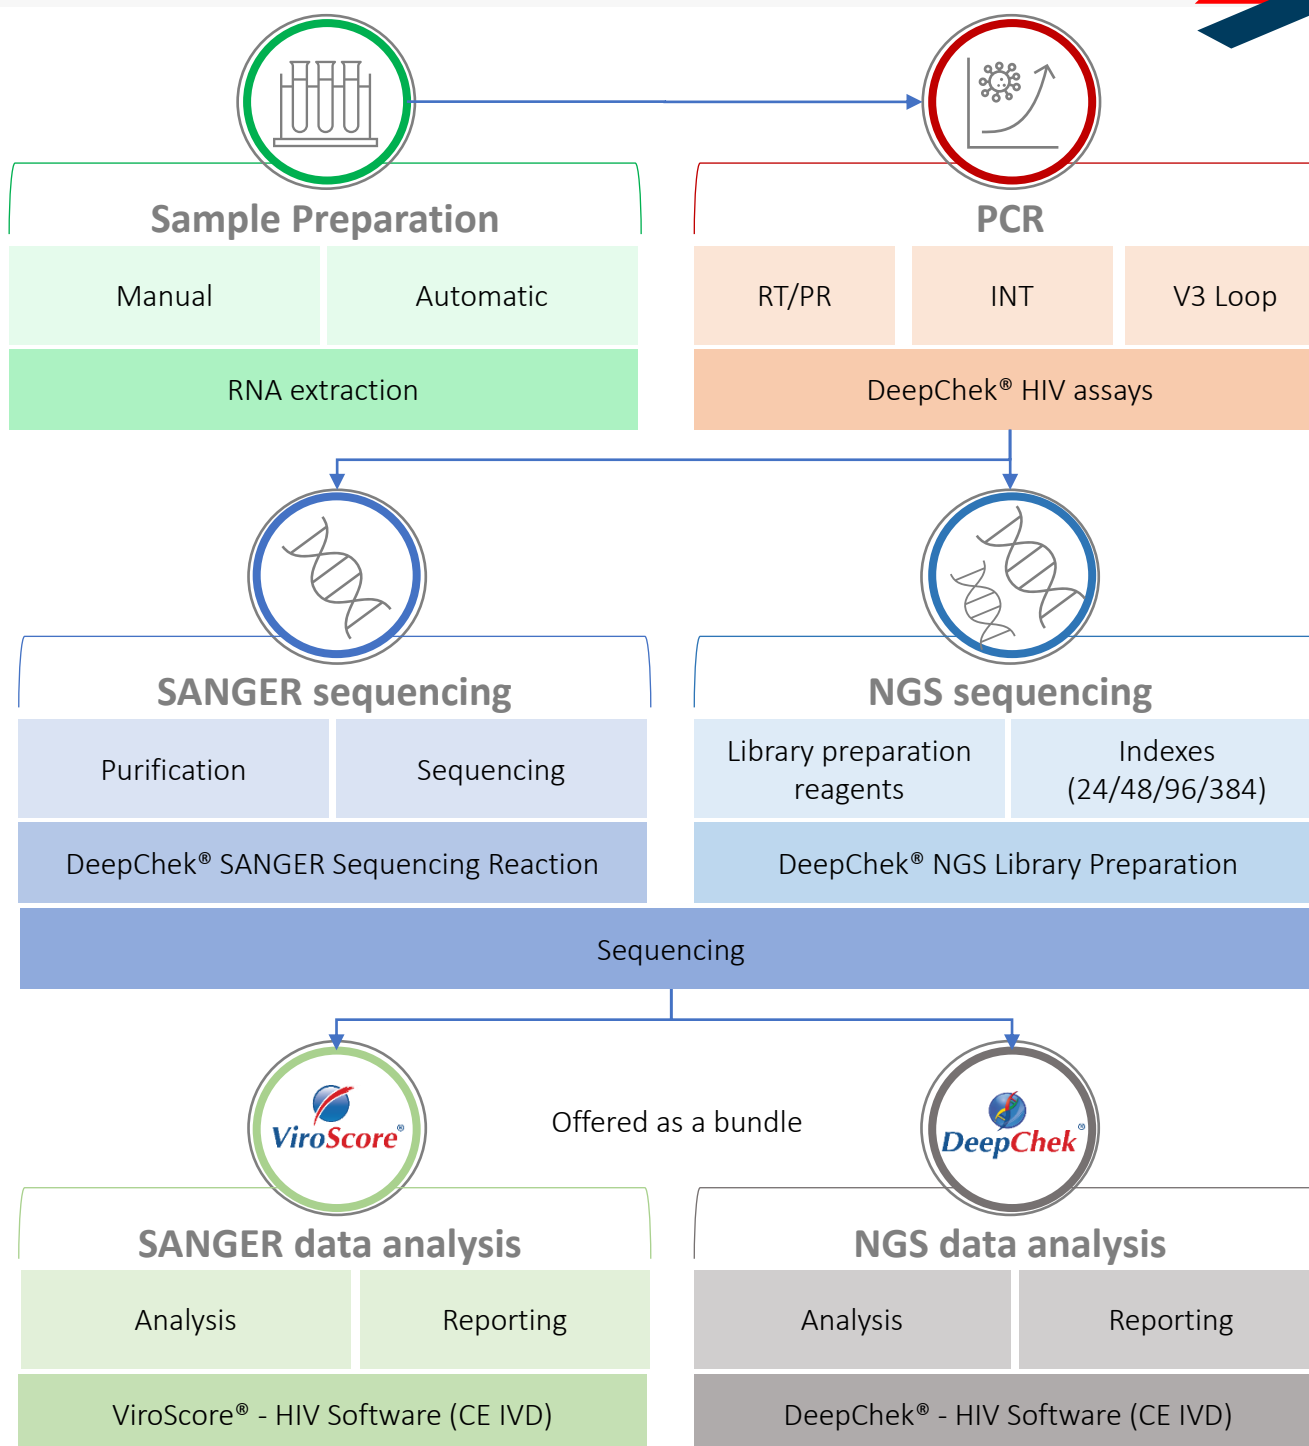 Sample Preparation
PCR
Manual
Automatic
RT/PR
INT
V3 Loop
RNA extraction
DeepChek® HIV assays
SANGER sequencing
NGS sequencing
Purification
Sequencing
Library preparation
reagents
Indexes
(24/48/96/384)
DeepChek® SANGER Sequencing Reaction
DeepChek® NGS Library Preparation
Sequencing
ViroScore®
Offered as a bundle
DeepChek®
SANGER data analysis
NGS data analysis
Analysis
Reporting
Analysis
Reporting
ViroScore® - HIV Software (CE IVD)
DeepChek® - HIV Software (CE IVD)